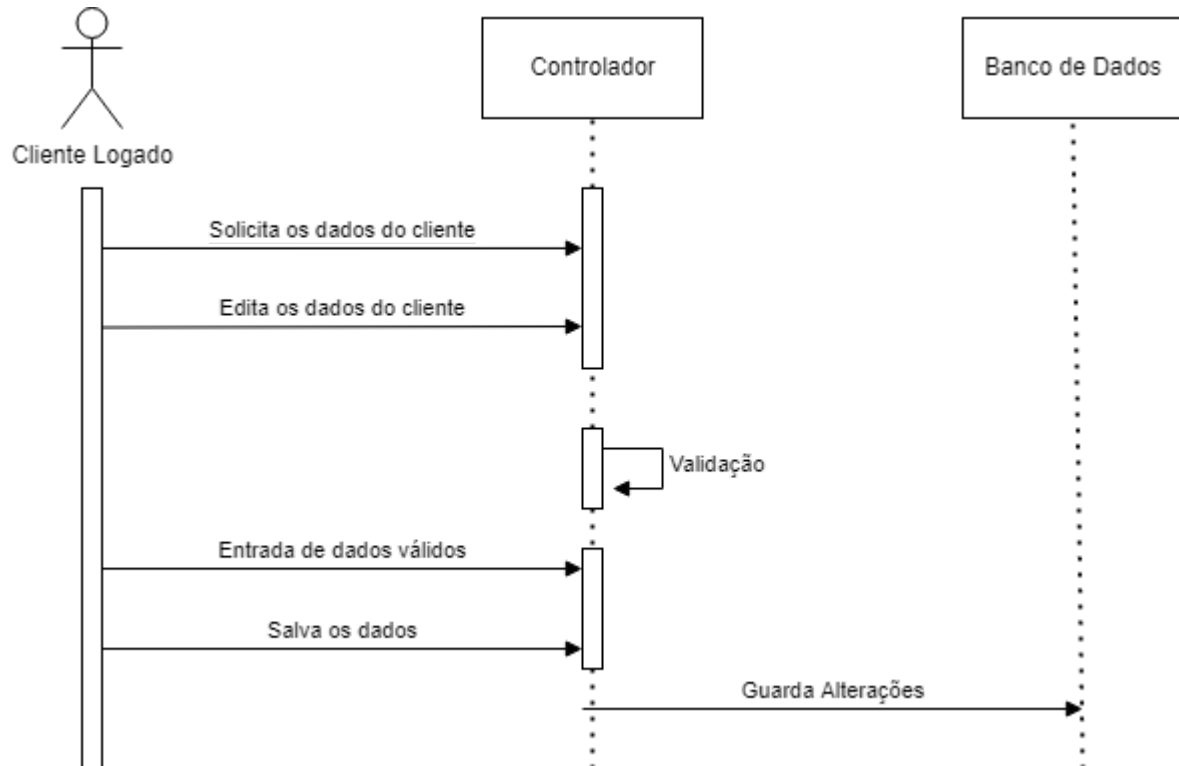 Controlador
Banco de Dados
Cliente Logado
Solicita os dados do cliente
Edita os dados do cliente
Validação
Entrada de dados válidos
Salva os dados
Guarda Alterações